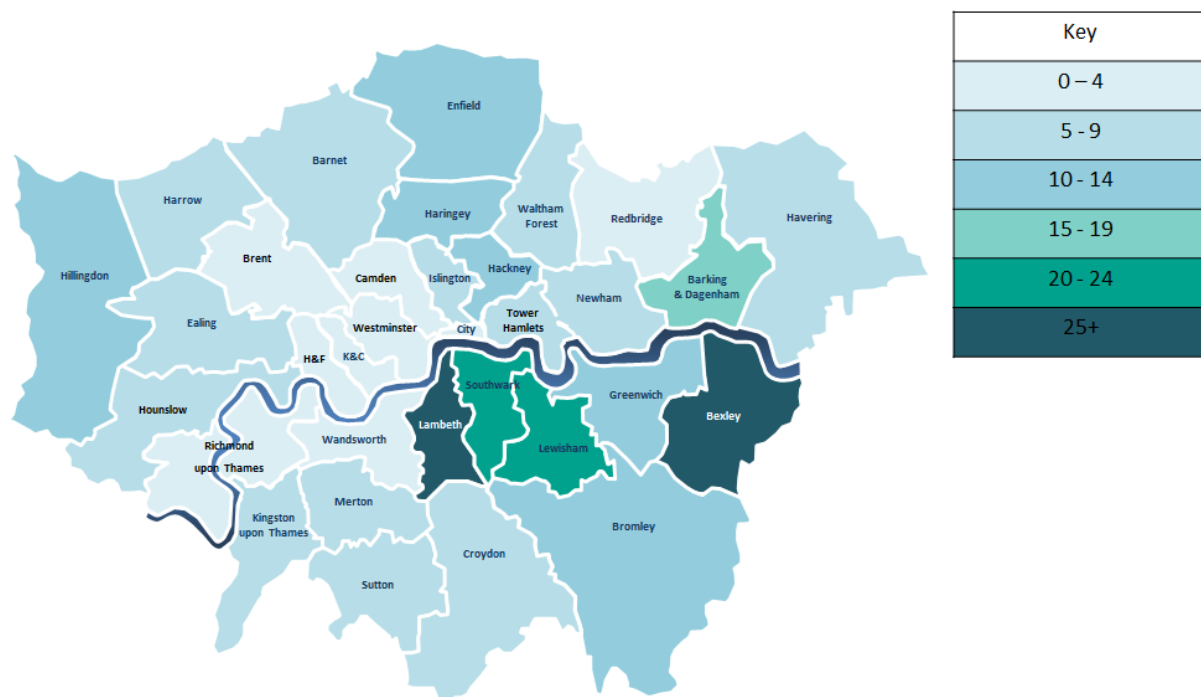 Key
0 – 4
5 - 9
10 - 14
15 - 19
20 - 24
25+
Enfield
Barnet
Harrow
Haringey
Waltham
Forest
Redbridge
Havering
Hillingdon
Brent
Camden
Islington
Hackney
Barking
& Dagenham
Newham
Ealing
Westminster
City
Tower
Hamlets
H&F
K&C
Southwark
Greenwich
Hounslow
Lambeth
Bexley
Richmond
upon Thames
Wandsworth
Lewisham
Merton
Kingston
upon Thames
Bromley
Croydon
Sutton